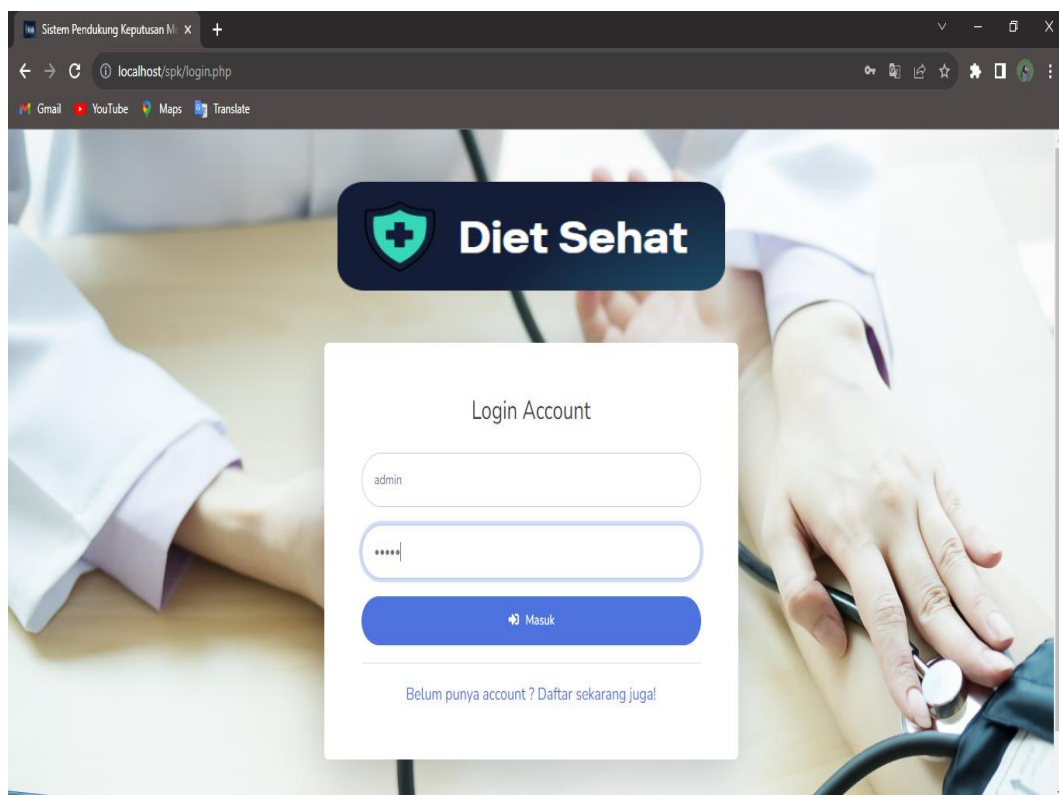 Sistem Pendukung Keputusan M
localhost/spk/login.php
Gmail YouTube Maps Translate
Diet Sehat
Login Account
admin
•••••
Masuk
Belum punya account ? Daftar sekarang juga!